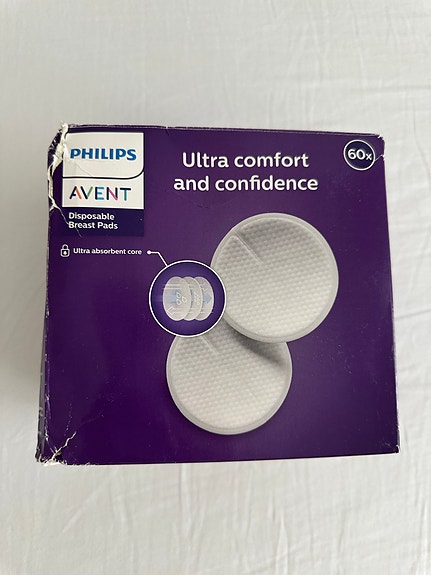 PHILIPS
AVENT
Disposable
Breast Pads
Ultra absorbent core
Ultra comfort
and confidence
60x